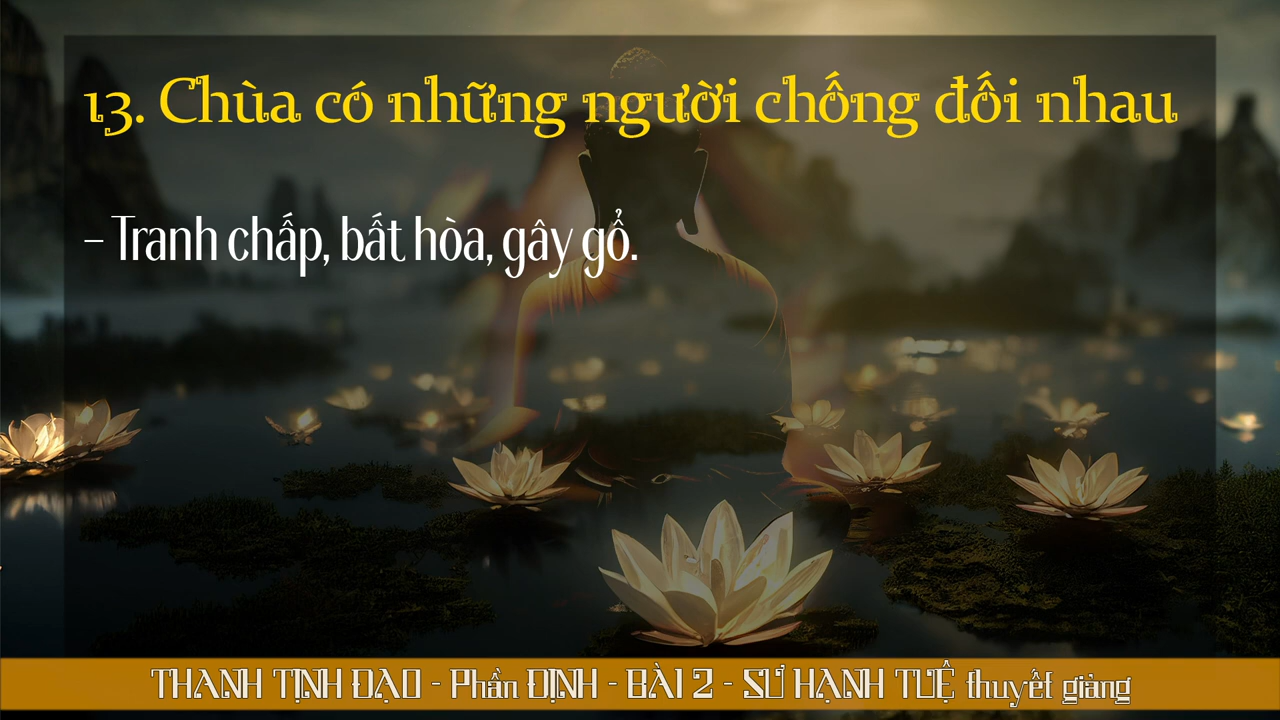 13. Chùa có những người chống đối nhau
– Tranh chấp, bất hòa, gây gổ.
THANH TỊNH ĐẠO - Phần ĐỊNH - BÀI 2 - SƯ HẠNH TUỆ thuyết giảng